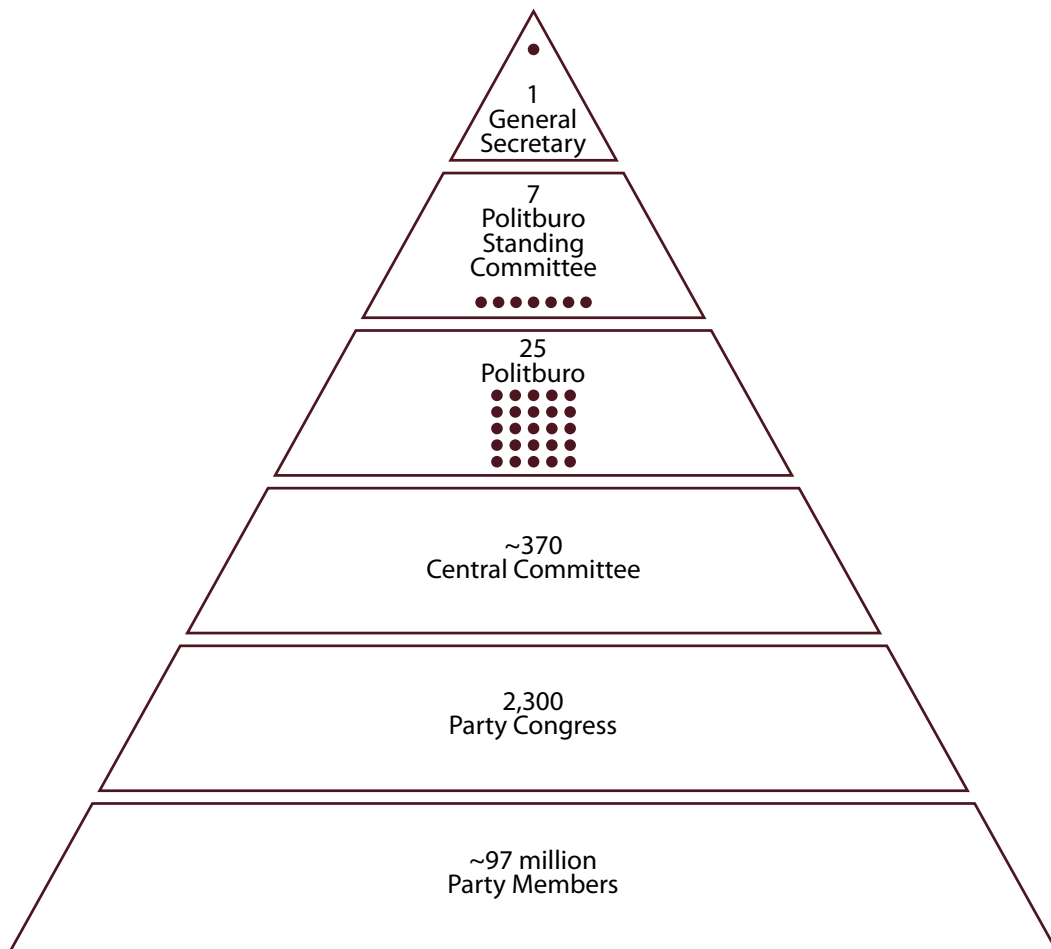 1
General
Secretary
7
Politburo
Standing
Committee
25
Politburo
~370
Central Committee
2,300
Party Congress
~97 million
Party Members